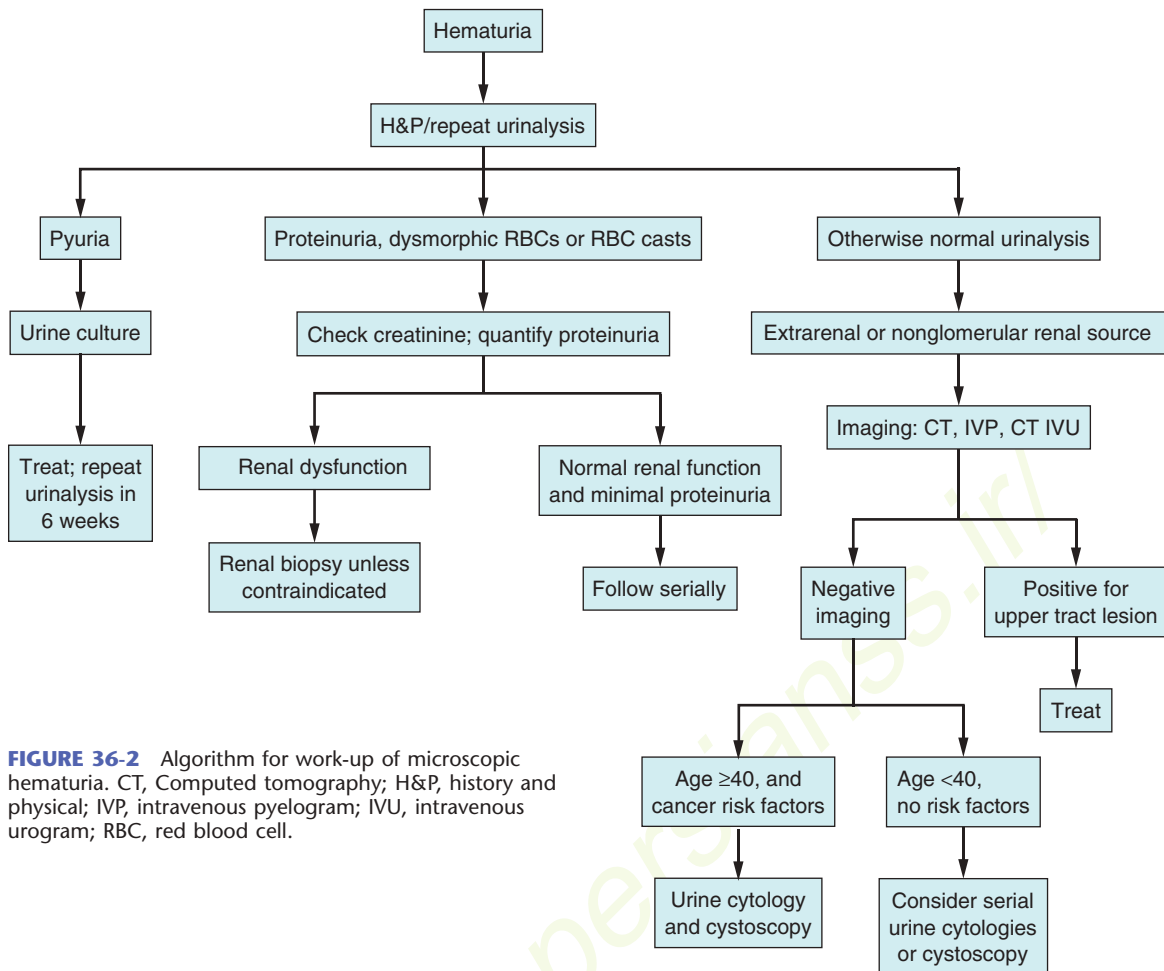 Hematuria
H&P/repeat urinalysis
Pyuria
Proteinuria, dysmorphic RBCs or RBC casts
Otherwise normal urinalysis
Urine culture
Check creatinine; quantify proteinuria
Extrarenal or nonglomerular renal source
Imaging: CT, IVP, CT IVU
Treat; repeat
urinalysis in
6 weeks
Renal dysfunction
Normal renal function
and minimal proteinuria
Renal biopsy unless
contraindicated
Follow serially
Negative
imaging
Positive for
upper tract lesion
Treat
Age ≥40, and
cancer risk factors
Age <40,
no risk factors
Urine cytology
and cystoscopy
Consider serial
urine cytologies
or cystoscopy
FIGURE 36-2 Algorithm for work-up of microscopic
hematuria. CT, Computed tomography; H&P, history and
physical; IVP, intravenous pyelogram; IVU, intravenous
urogram; RBC, red blood cell.
persianss.ir/